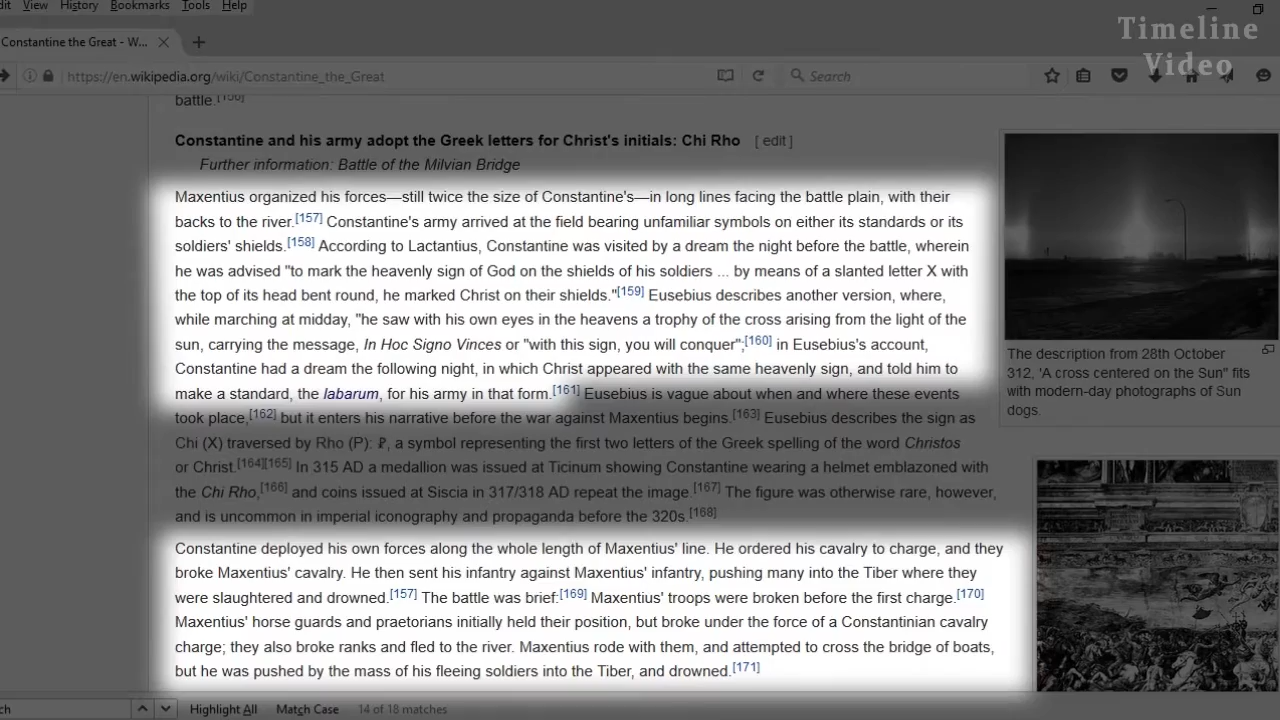 View History Bookmarks Tools Help
Timeline
Video
Constantine the Great - W...
https://en.wikipedia.org/wiki/Constantine_the_Great
Search
battle.[156]
Constantine and his army adopt the Greek letters for Christ's initials: Chi Rho [ edit ]
Further information: Battle of the Milvian Bridge
Maxentius organized his forces—still twice the size of Constantine's—in long lines facing the battle plain, with their
backs to the river.[157] Constantine's army arrived at the field bearing unfamiliar symbols on either its standards or its
soldiers' shields.[158] According to Lactantius, Constantine was visited by a dream the night before the battle, wherein
he was advised "to mark the heavenly sign of God on the shields of his soldiers ... by means of a slanted letter X with
the top of its head bent round, he marked Christ on their shields."[159] Eusebius describes another version, where,
while marching at midday, "he saw with his own eyes in the heavens a trophy of the cross arising from the light of the
sun, carrying the message, In Hoc Signo Vinces or "with this sign, you will conquer";[160] in Eusebius's account,
Constantine had a dream the following night, in which Christ appeared with the same heavenly sign, and told him to
make a standard, the labarum, for his army in that form.[161] Eusebius is vague about when and where these events
took place,[162] but it enters his narrative before the war against Maxentius begins.[163] Eusebius describes the sign as
Chi (Χ) traversed by Rho (Ρ): ☧, a symbol representing the first two letters of the Greek spelling of the word Christos
or Christ.[164][165] In 315 AD a medallion was issued at Ticinum showing Constantine wearing a helmet emblazoned with
the Chi Rho,[166] and coins issued at Siscia in 317/318 AD repeat the image.[167] The figure was otherwise rare, however,
and is uncommon in imperial iconography and propaganda before the 320s.[168]
Constantine deployed his own forces along the whole length of Maxentius' line. He ordered his cavalry to charge, and they
broke Maxentius' cavalry. He then sent his infantry against Maxentius' infantry, pushing many into the Tiber where they
were slaughtered and drowned.[157] The battle was brief:[169] Maxentius' troops were broken before the first charge.[170]
Maxentius' horse guards and praetorians initially held their position, but broke under the force of a Constantinian cavalry
charge; they also broke ranks and fled to the river. Maxentius rode with them, and attempted to cross the bridge of boats,
but he was pushed by the mass of his fleeing soldiers into the Tiber, and drowned.[171]
The description from 28th October
312, 'A cross centered on the Sun" fits
with modern-day photographs of Sun
dogs.
Highlight All Match Case 14 of 18 matches